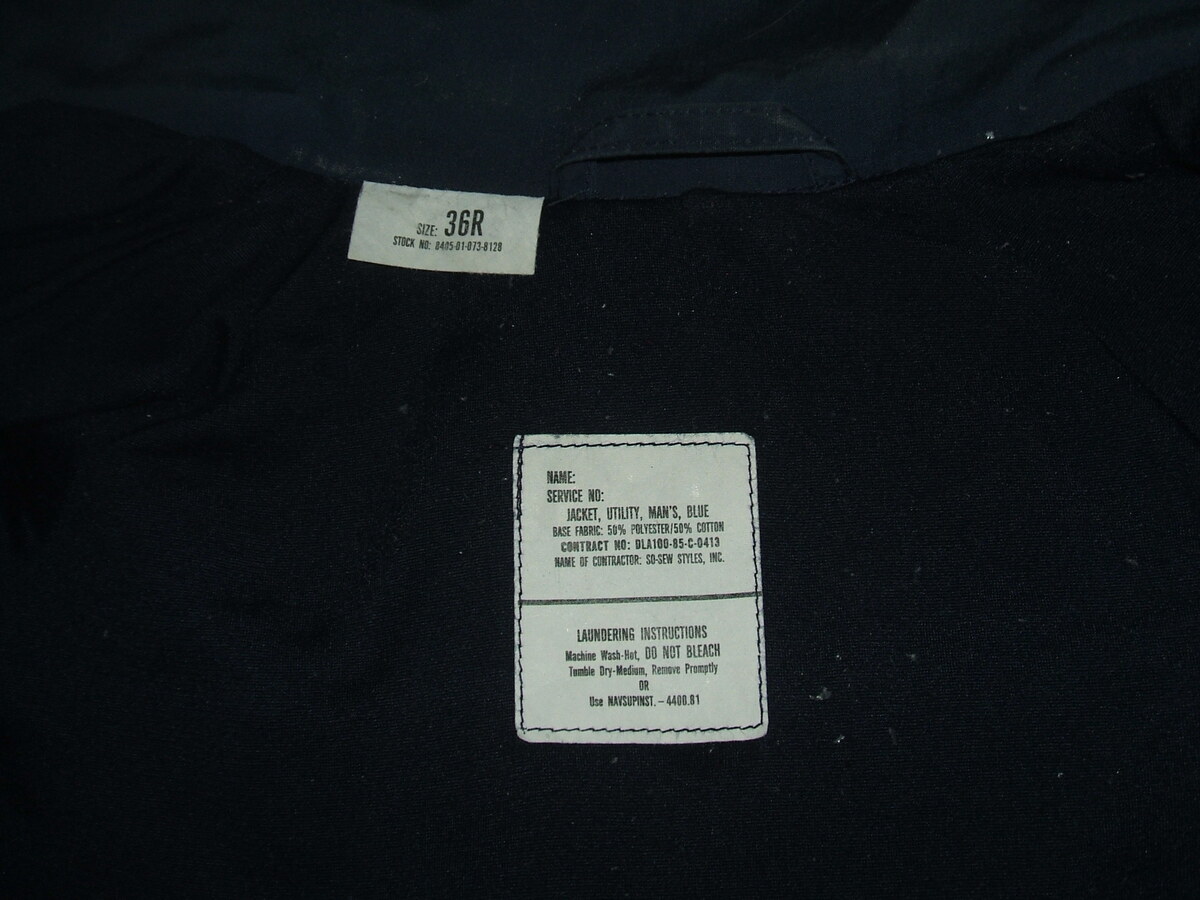 SIZE: 36R
STOCK NO: 8405-01-073-8128
NAME:
SERVICE NO:
JACKET, UTILITY, MAN'S, BLUE
BASE FABRIC: 50% POLYESTER/50% COTTON
CONTRACT NO: DLA100-85-C-0413
NAME OF CONTRACTOR: SO-SEW STYLES, INC.
LAUNDERING INSTRUCTIONS
Machine Wash-Hot, DO NOT BLEACH
Tumble Dry-Medium, Remove Promptly
OR
Use NAVSUPINST. – 4400.81